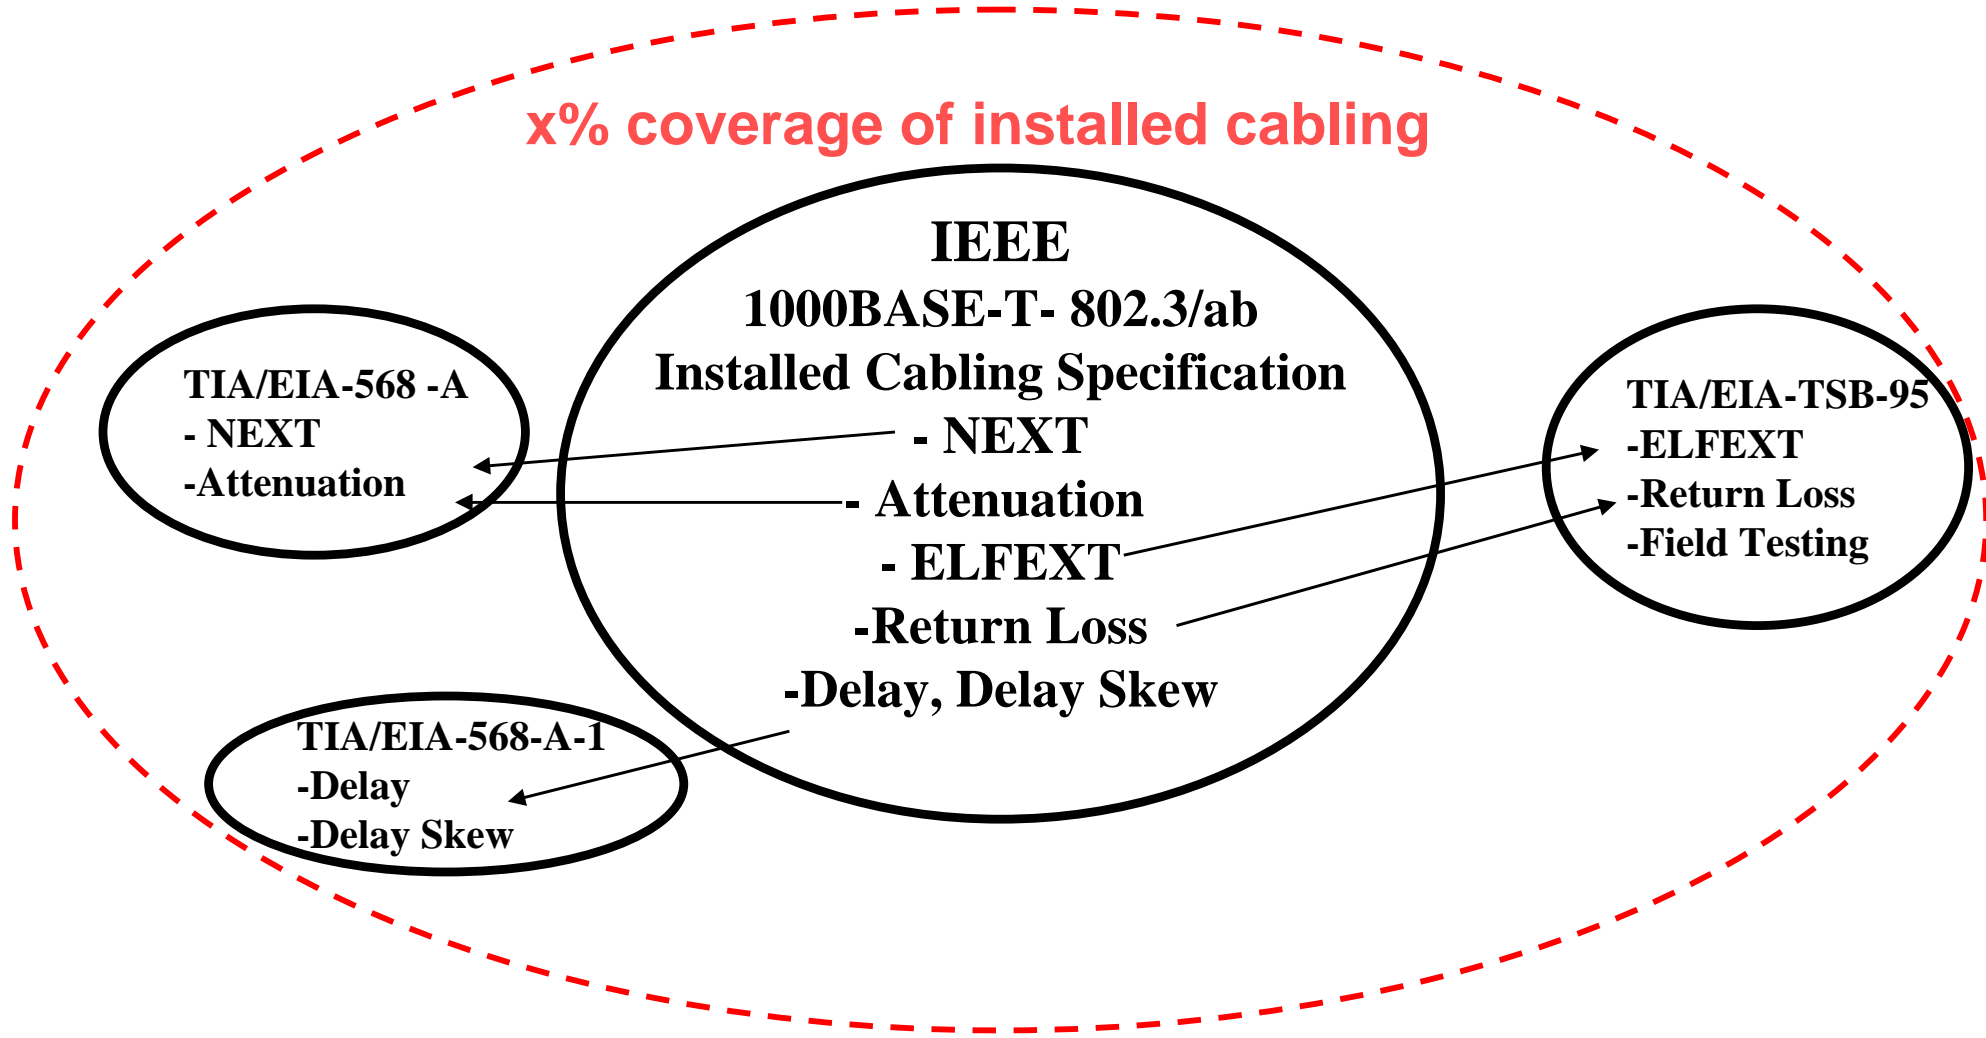 x% coverage of installed cabling
IEEE
1000BASE-T- 802.3/ab
Installed Cabling Specification
- NEXT
- Attenuation
- ELFEXT
-Return Loss
-Delay, Delay Skew
TIA/EIA-568 -A
- NEXT
-Attenuation
TIA/EIA-TSB-95
-ELFEXT
-Return Loss
-Field Testing
TIA/EIA-568-A-1
-Delay
-Delay Skew